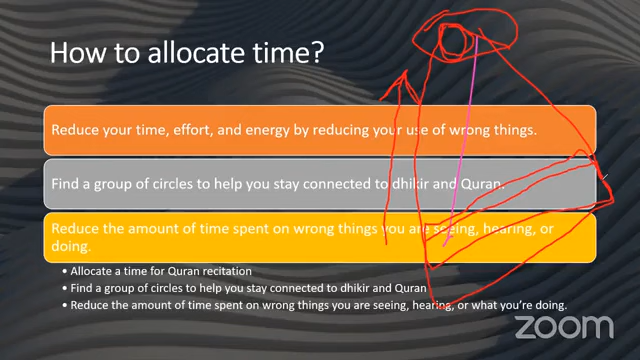 How to allocate time?
Reduce your time, effort, and energy by reducing your use of wrong things.
Find a group of circles to help you stay connected to dhikir and Quran.
Reduce the amount of time spent on wrong things you are seeing, hearing, or
doing.
• Allocate a time for Quran recitation
• Find a group of circles to help you stay connected to dhikir and Quran
• Reduce the amount of time spent on wrong things you are seeing, hearing, or what you're doing.
zoom